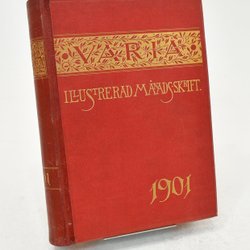 VARIA
ILLUSTRERAD MÅNADSSKRIFT.
1901